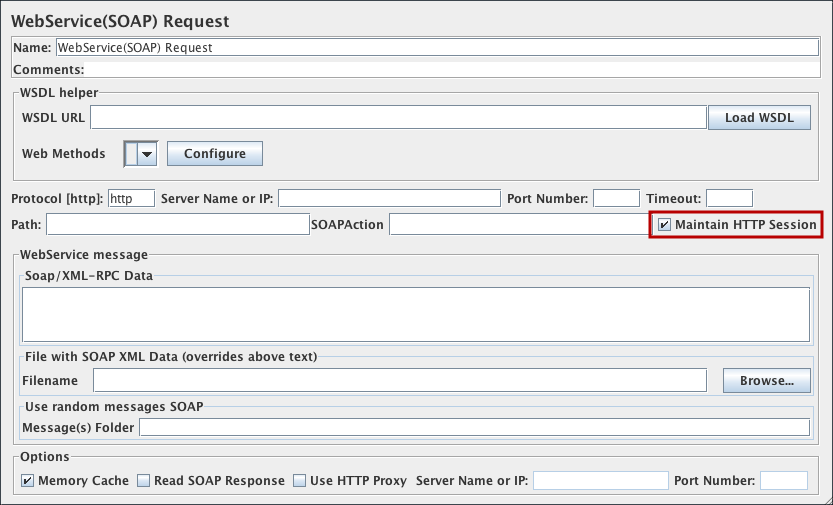 WebService(SOAP) Request
Name: WebService(SOAP) Request
Comments:
WSDL helper
WSDL URL Load WSDL
Web Methods Configure
Protocol [http]: http Server Name or IP: Port Number: Timeout:
Path: SOAPAction Maintain HTTP Session
WebService message
Soap/XML-RPC Data
File with SOAP XML Data (overrides above text)
Filename Browse...
Use random messages SOAP
Message(s) Folder
Options
Memory Cache Read SOAP Response Use HTTP Proxy Server Name or IP: Port Number: